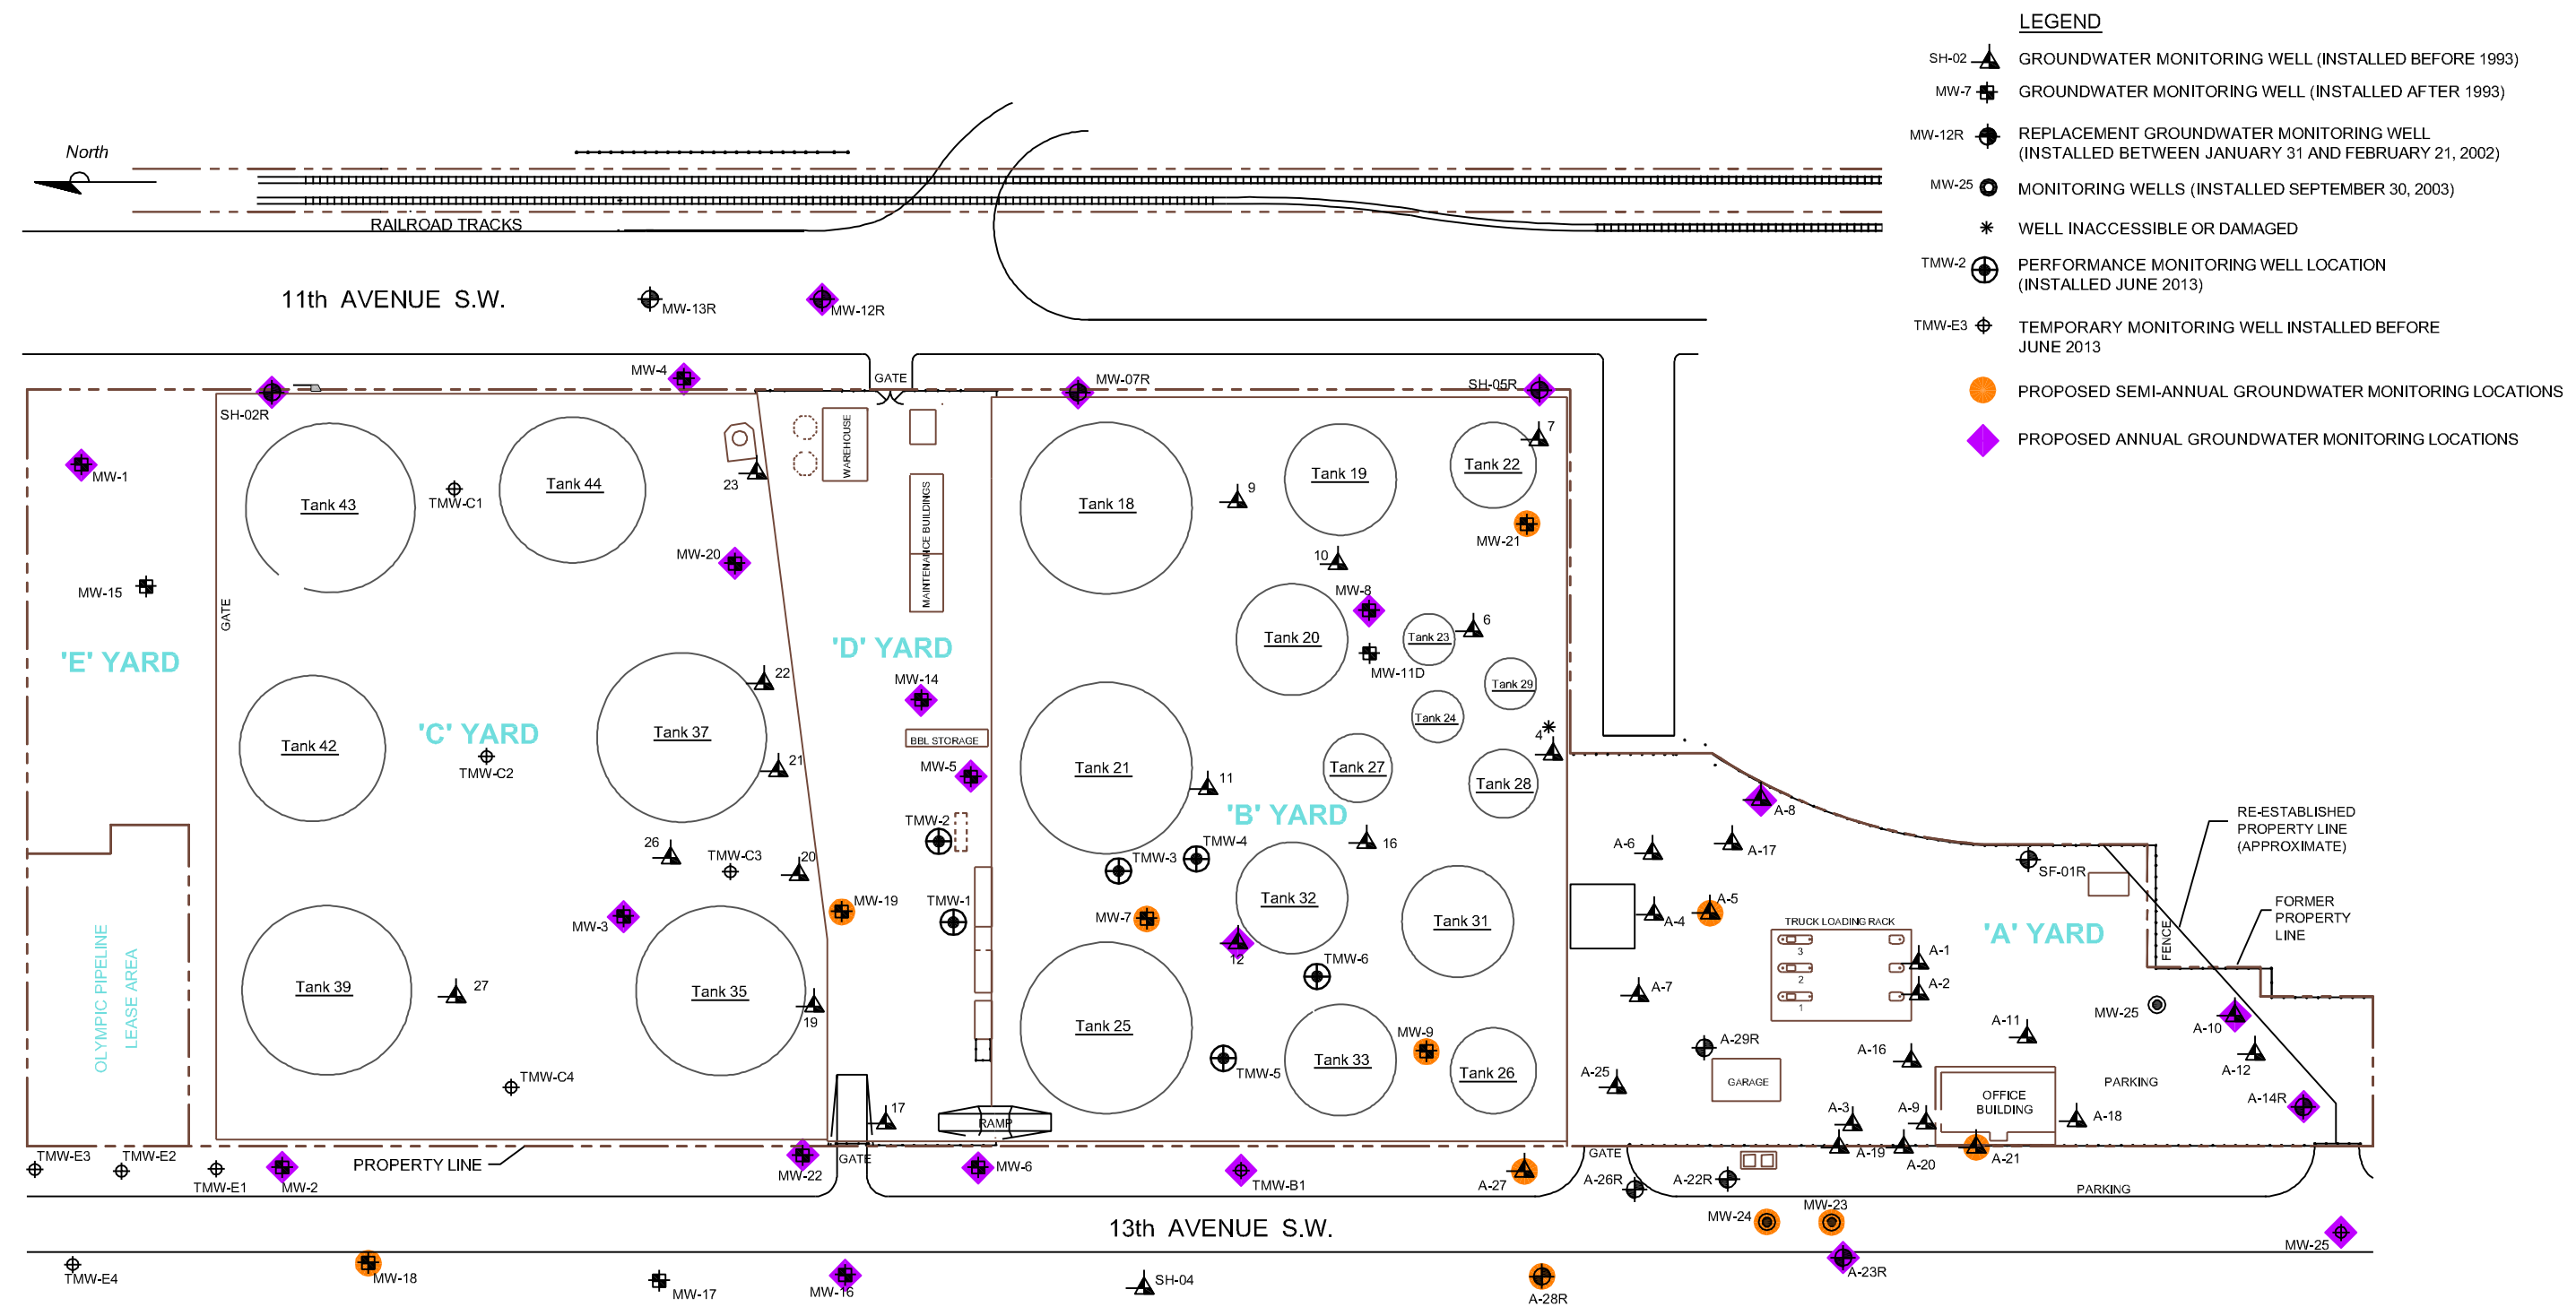 LEGEND
SH-02
GROUNDWATER MONITORING WELL (INSTALLED BEFORE 1993)
MW-7
GROUNDWATER MONITORING WELL (INSTALLED AFTER 1993)
MW-12R
REPLACEMENT GROUNDWATER MONITORING WELL
(INSTALLED BETWEEN JANUARY 31 AND FEBRUARY 21, 2002)
MW-25
MONITORING WELLS (INSTALLED SEPTEMBER 30, 2003)
WELL INACCESSIBLE OR DAMAGED
TMW-2
PERFORMANCE MONITORING WELL LOCATION
(INSTALLED JUNE 2013)
TMW-E3
TEMPORARY MONITORING WELL INSTALLED BEFORE
JUNE 2013
PROPOSED SEMI-ANNUAL GROUNDWATER MONITORING LOCATIONS
PROPOSED ANNUAL GROUNDWATER MONITORING LOCATIONS
North
RAILROAD TRACKS
11th AVENUE S.W.
MW-13R
MW-12R
MW-4
GATE
MW-07R
SH-05R
SH-02R
MW-1
Tank 43
TMW-C1
Tank 44
23
WAREHOUSE
MAINTENANCE BUILDINGS
Tank 18
9
Tank 19
Tank 22
7
MW-21
10
MW-20
MW-15
GATE
MW-8
'E' YARD
'D' YARD
Tank 20
Tank 23
6
MW-11D
22
MW-14
Tank 29
Tank 24
'C' YARD
Tank 42
Tank 37
BBL STORAGE
4
TMW-C2
21
MW-5
Tank 21
11
Tank 27
Tank 28
'B' YARD
A-8
TMW-2
TMW-4
16
A-6
A-17
RE-ESTABLISHED
PROPERTY LINE
(APPROXIMATE)
26
TMW-C3
20
TMW-3
SF-01R
MW-3
MW-19
TMW-1
MW-7
Tank 32
Tank 31
A-4
A-5
TRUCK LOADING RACK
3
2
1
'A' YARD
FENCE
FORMER
PROPERTY
LINE
12
TMW-6
A-1
A-2
A-7
OLYMPIC PIPELINE
LEASE AREA
Tank 39
27
Tank 35
19
Tank 25
MW-25
A-10
A-11
MW-9
A-29R
A-16
A-12
TMW-5
Tank 33
Tank 26
TMW-C4
A-25
GARAGE
PARKING
OFFICE
BUILDING
A-14R
17
RAMP
A-3
A-9
A-18
TMW-E3
TMW-E2
TMW-E1
MW-2
PROPERTY LINE
MW-22
GATE
MW-6
TMW-B1
A-27
GATE
A-26R
A-22R
A-19
A-20
A-21
PARKING
13th AVENUE S.W.
MW-24
MW-23
MW-25
TMW-E4
MW-18
MW-17
MW-16
SH-04
A-28R
A-23R